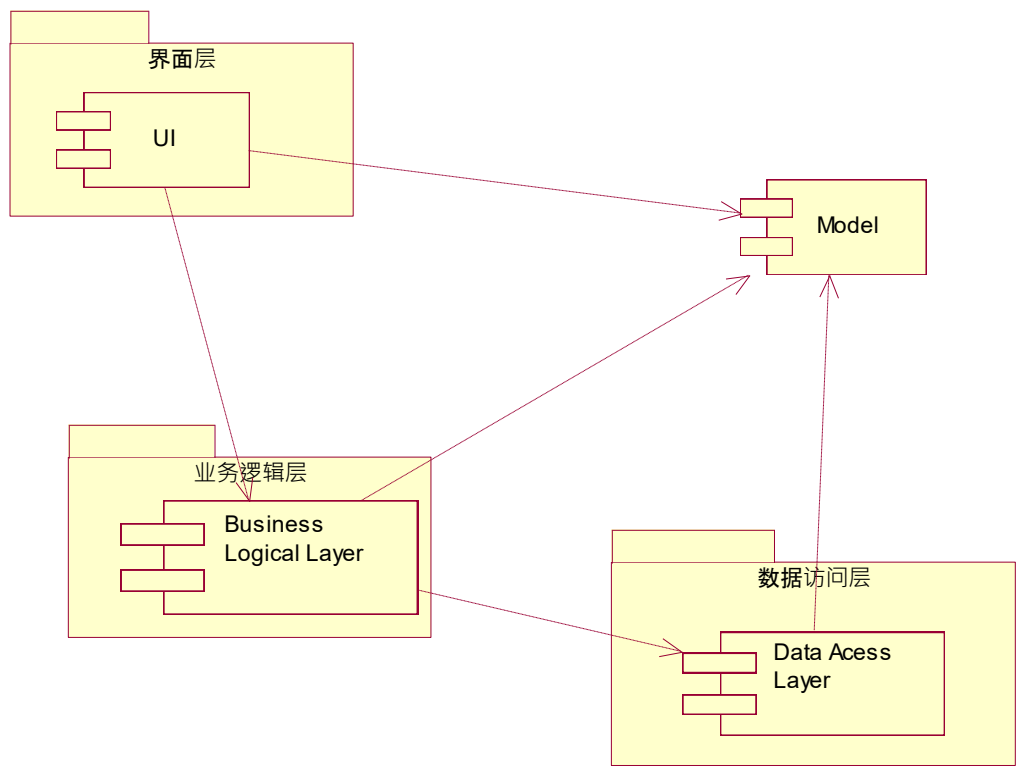 界面层
UI
Model
业务逻辑层
Business
Logical Layer
数据访问层
Data Acess
Layer